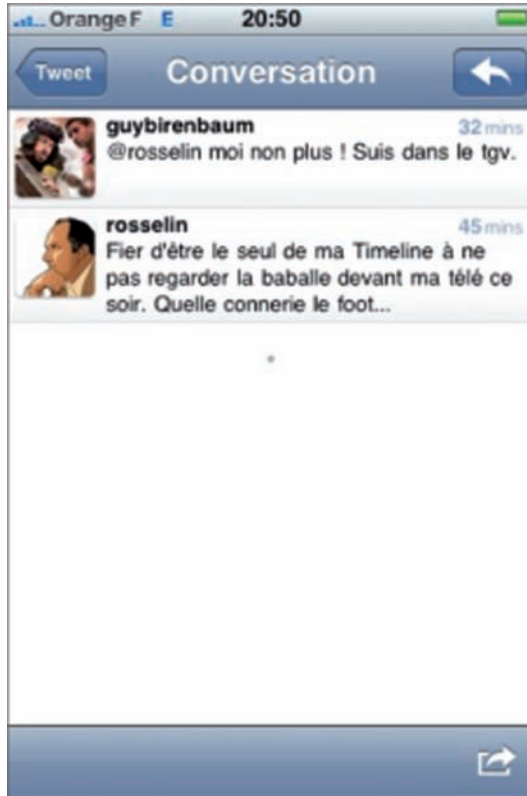 Orange F E 20:50
Tweet Conversation
guybirenbaum 32 mins
@rosselin moi non plus ! Suis dans le tgv.
rosselin 45 mins
Fier d'être le seul de ma Timeline à ne
pas regarder la baballe devant ma télé ce
soir. Quelle connerie le foot...